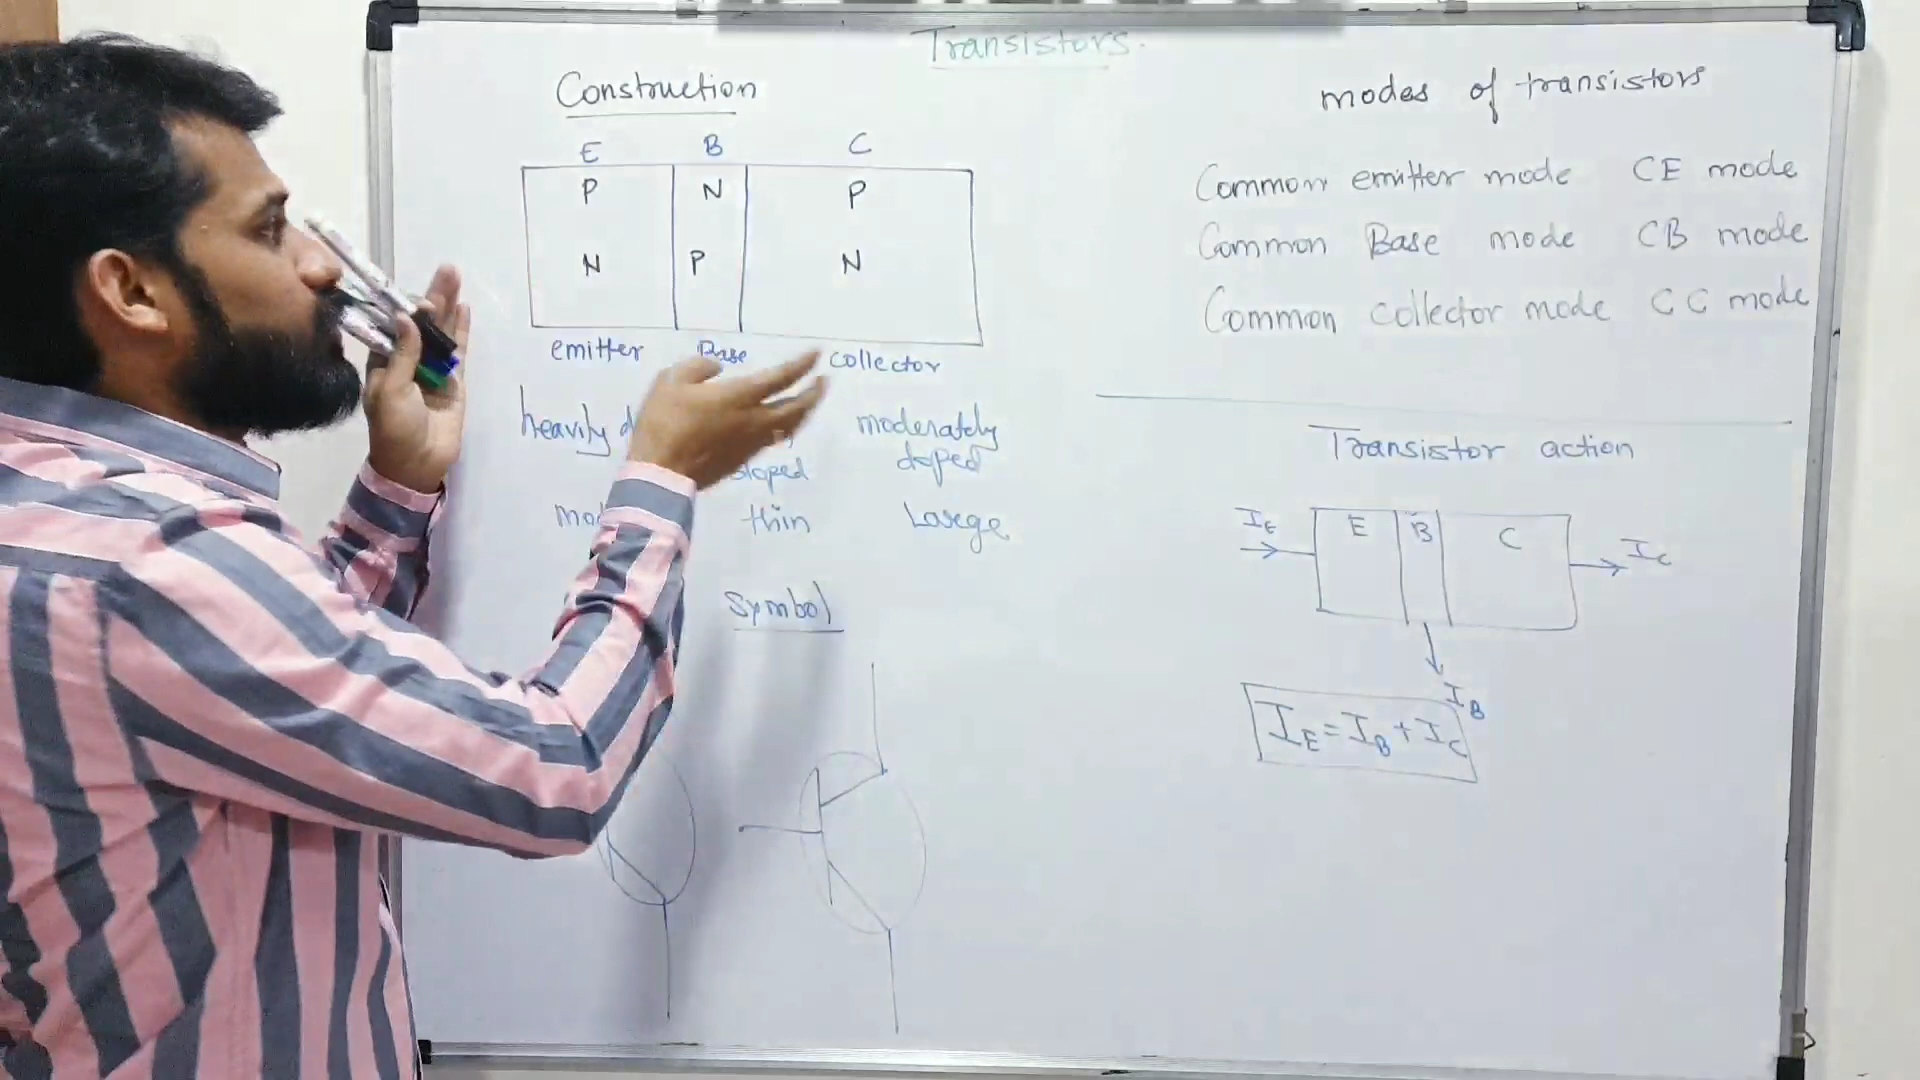 Transistors.
Construction
E B C
P N P
N P N
emitter Base collector
heavily moderately
doped doped
thin Large
Symbol
modes of transistors
Common emitter mode CE mode
Common Base mode CB mode
Common collector mode CC mode
Transistor action
IE E B C IC
IB
IE = IB + IC